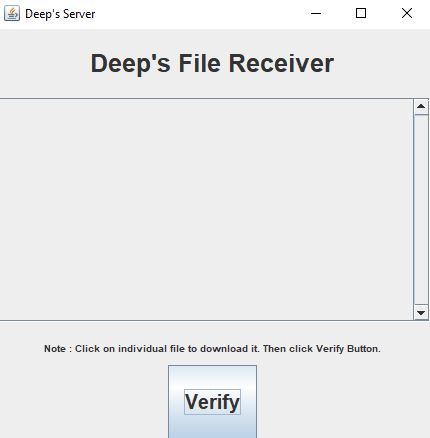 Deep's Server
Deep's File Receiver
Note : Click on individual file to download it. Then click Verify Button.
Verify